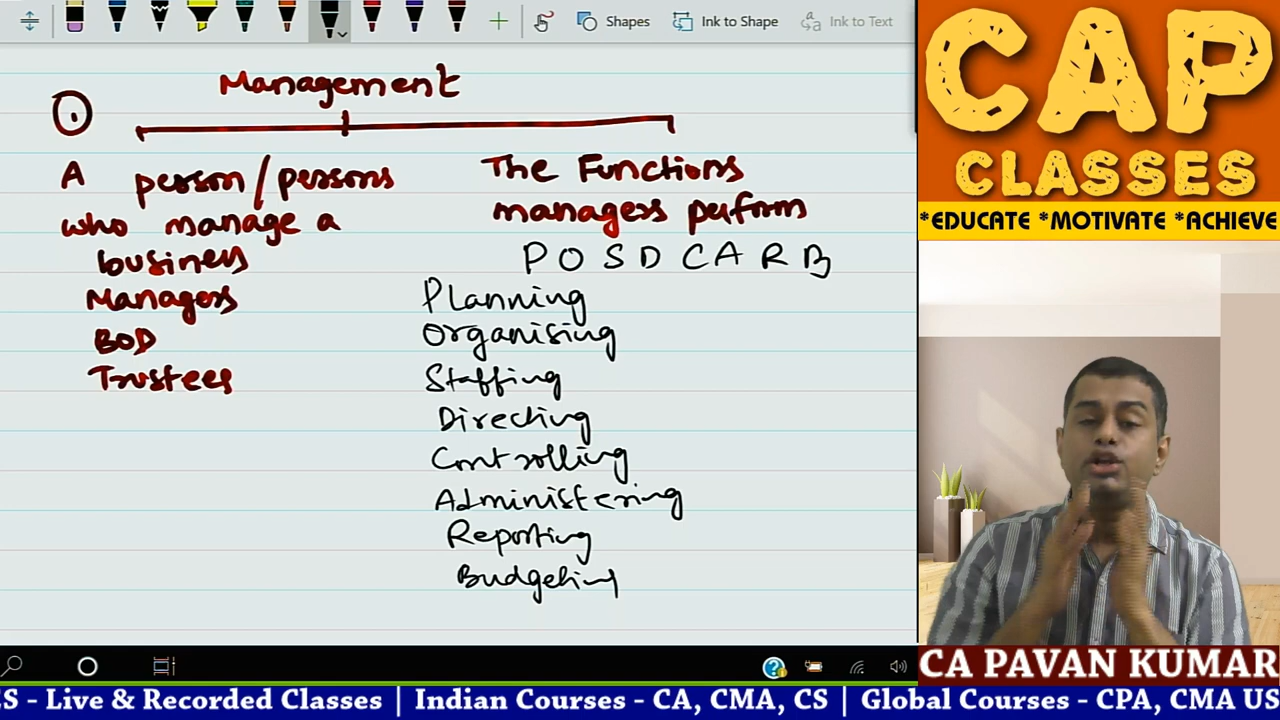 Shapes
Ink to Shape
Ink to Text
Management
1.
A person/persons
who manage a
business
Managers
BOD
Trustees
The Functions
managers perform
P O S D C A R B
Planning
Organising
Staffing
Directing
Controlling
Administering
Reporting
Budgeting
CAP
CLASSES
*EDUCATE *MOTIVATE *ACHIEVE
CA PAVAN KUMAR
ES - Live & Recorded Classes | Indian Courses - CA, CMA, CS | Global Courses - CPA, CMA US